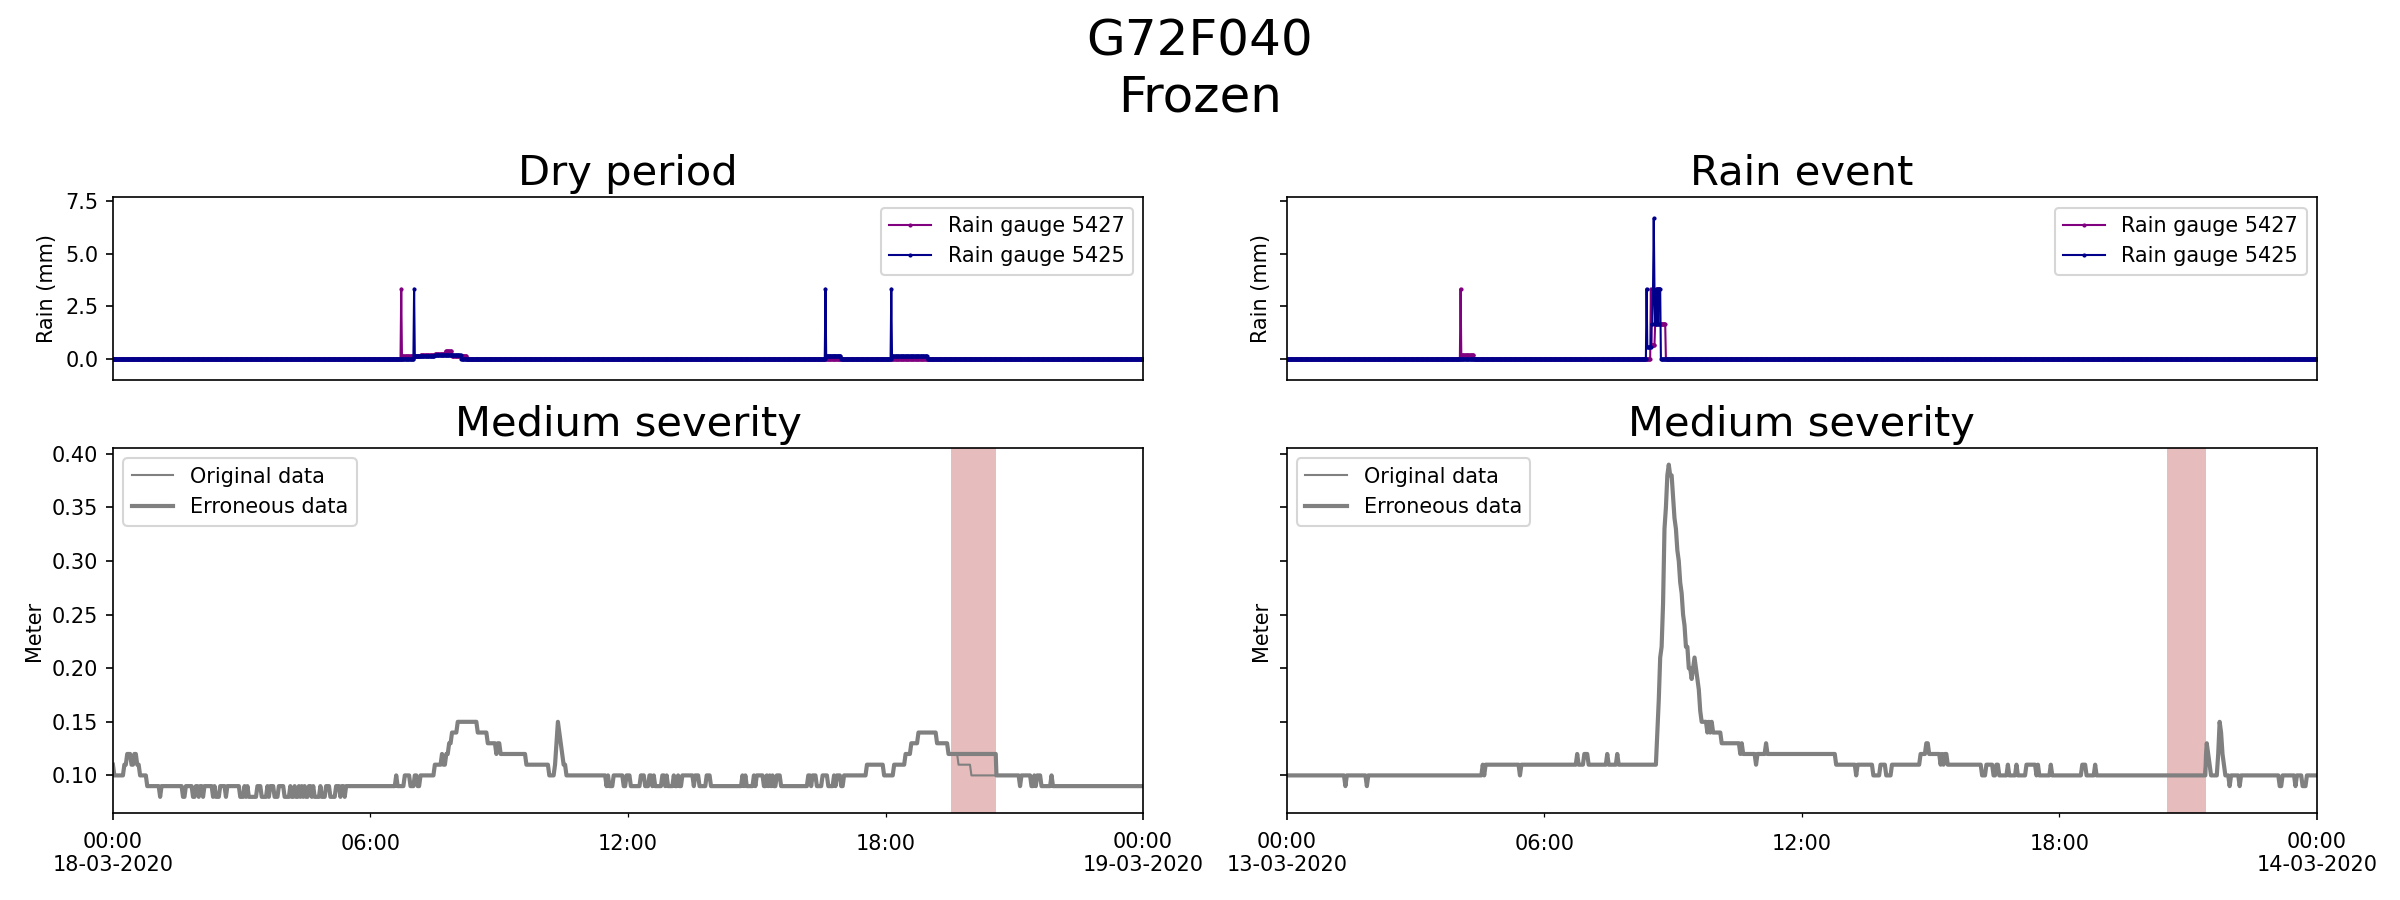 G72F040
Frozen
Dry period
7.5
5.0
2.5
0.0
Rain (mm)
Rain gauge 5427
Rain gauge 5425
Rain event
Rain (mm)
Rain gauge 5427
Rain gauge 5425
Medium severity
0.40
0.35
0.30
0.25
0.20
0.15
0.10
Meter
Original data
Erroneous data
00:00
18-03-2020
06:00
12:00
18:00
00:00
19-03-2020
Medium severity
Meter
Original data
Erroneous data
00:00
13-03-2020
06:00
12:00
18:00
00:00
14-03-2020